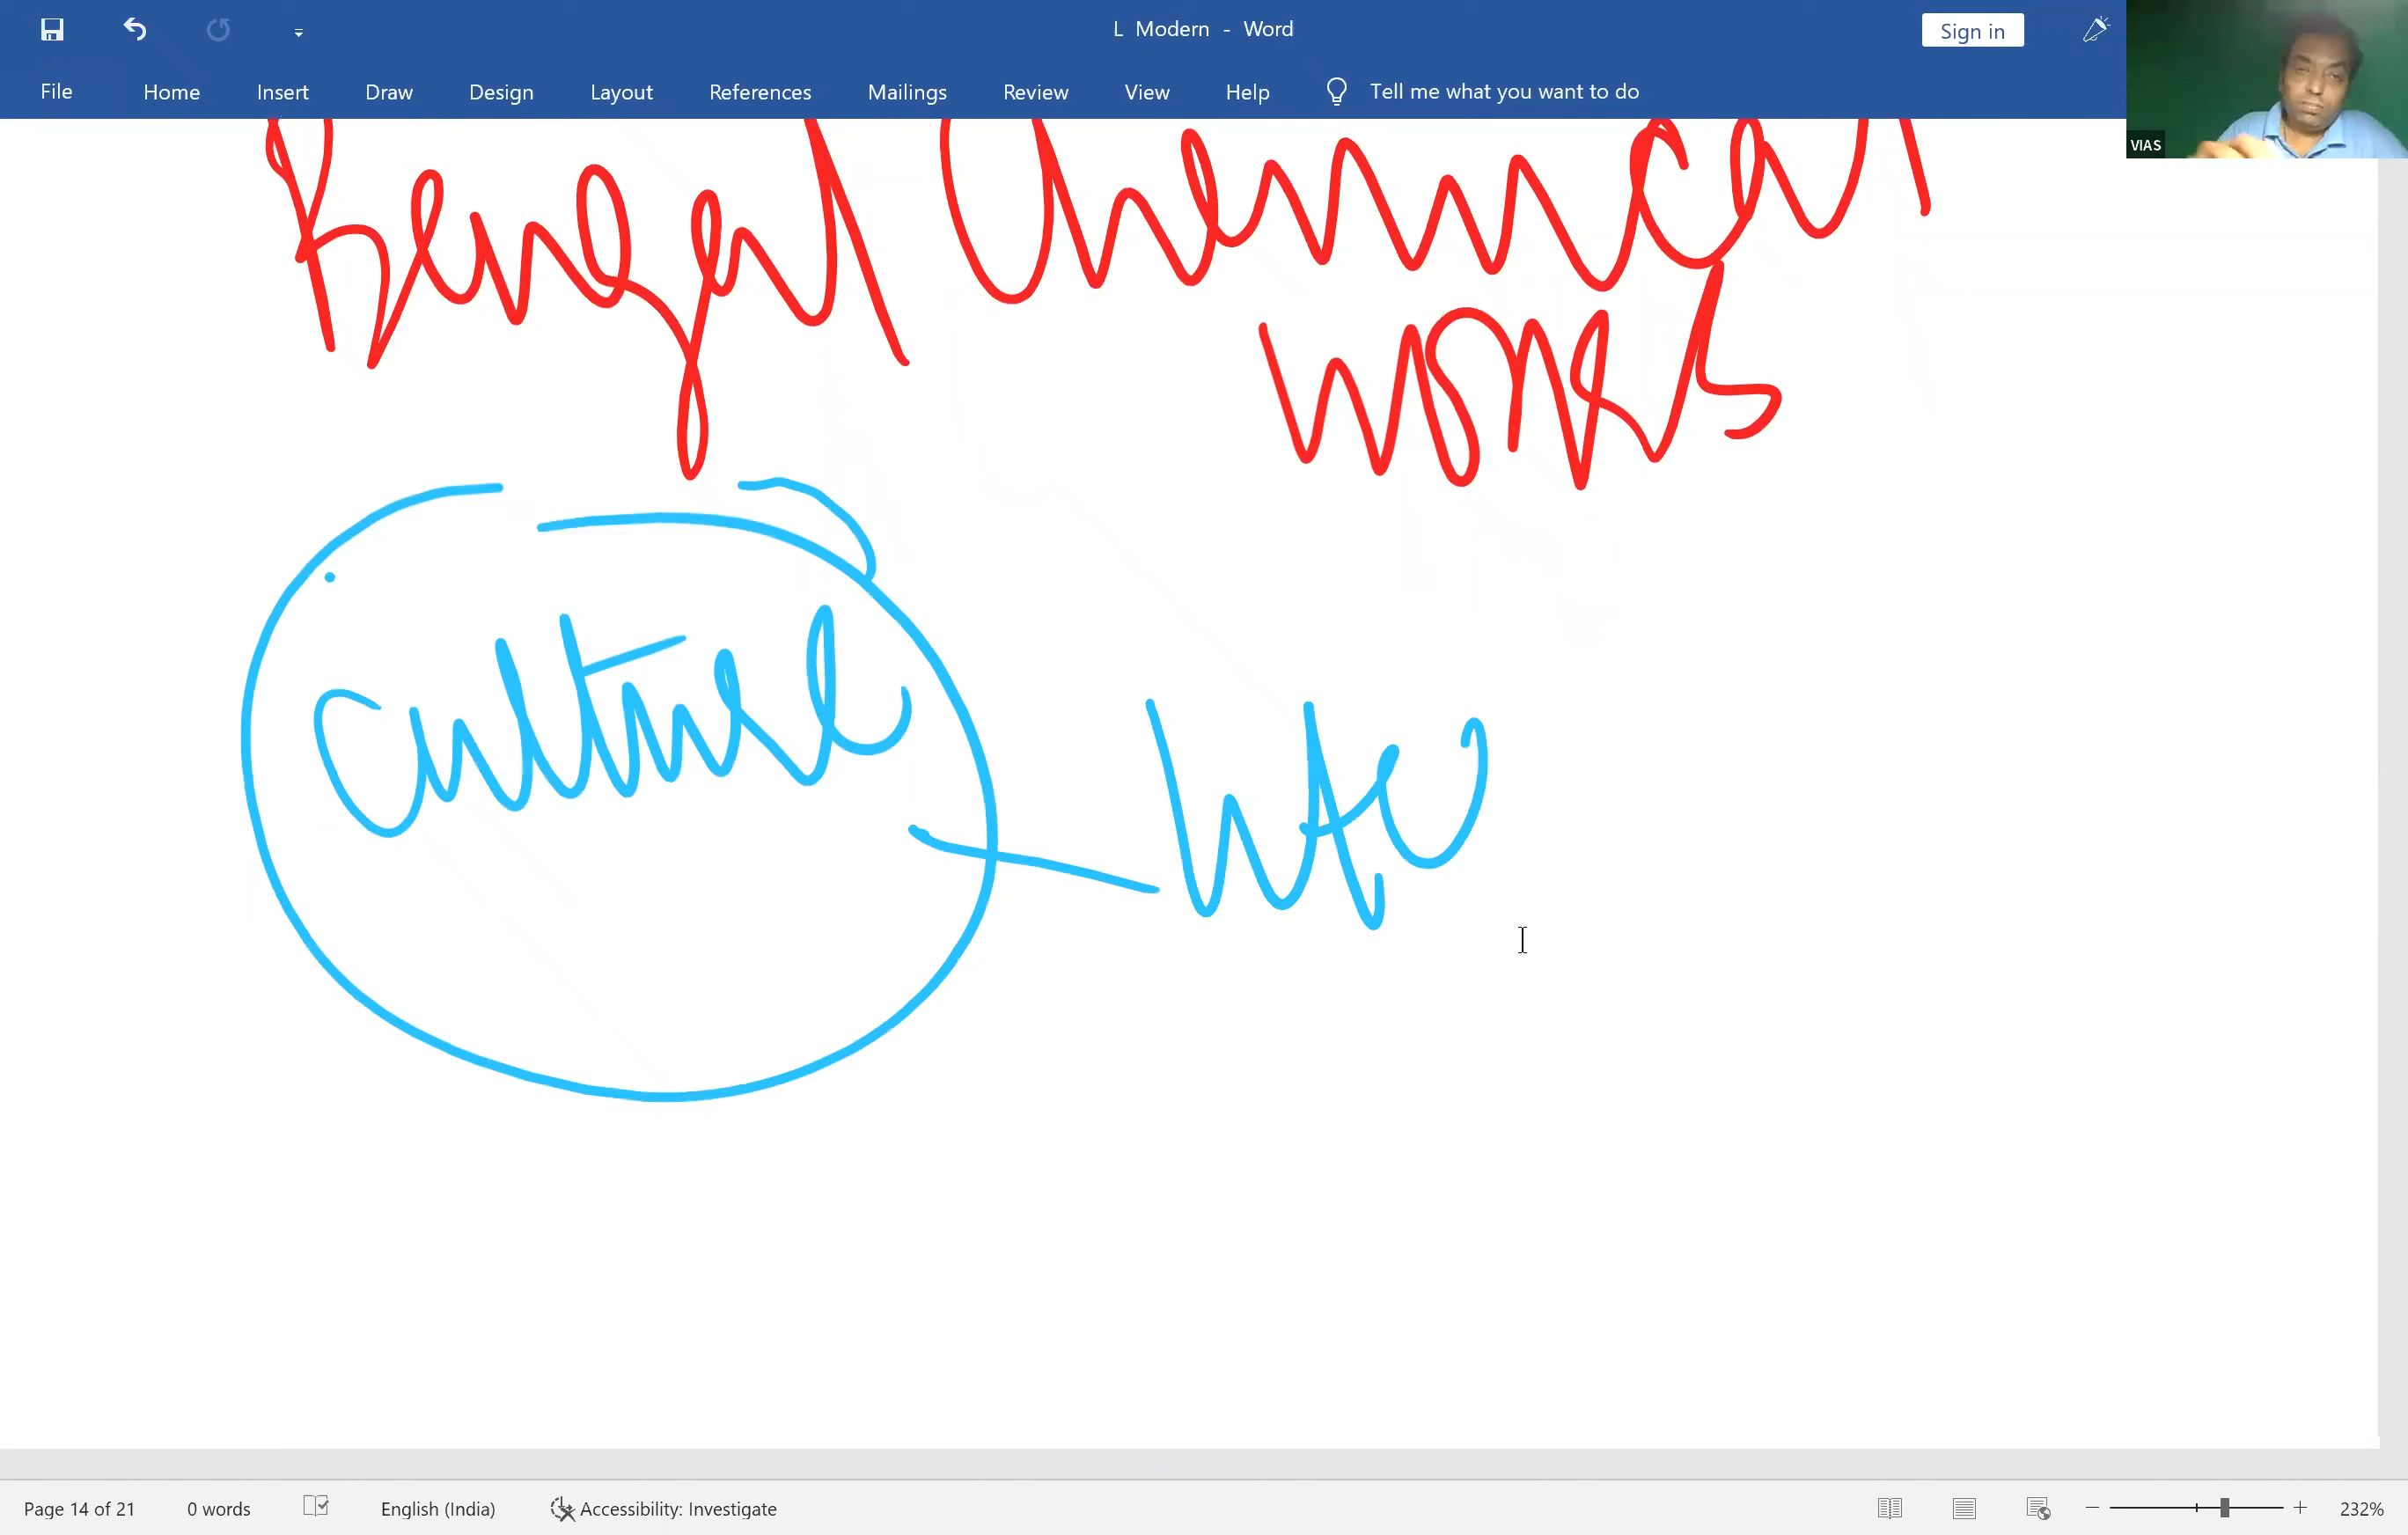 L Modern - Word
Sign in
File Home Insert Draw Design Layout References Mailings Review View Help Tell me what you want to do
VIAS
Bengal Chemical
works
culture
Page 14 of 21 0 words English (India) Accessibility: Investigate 232%